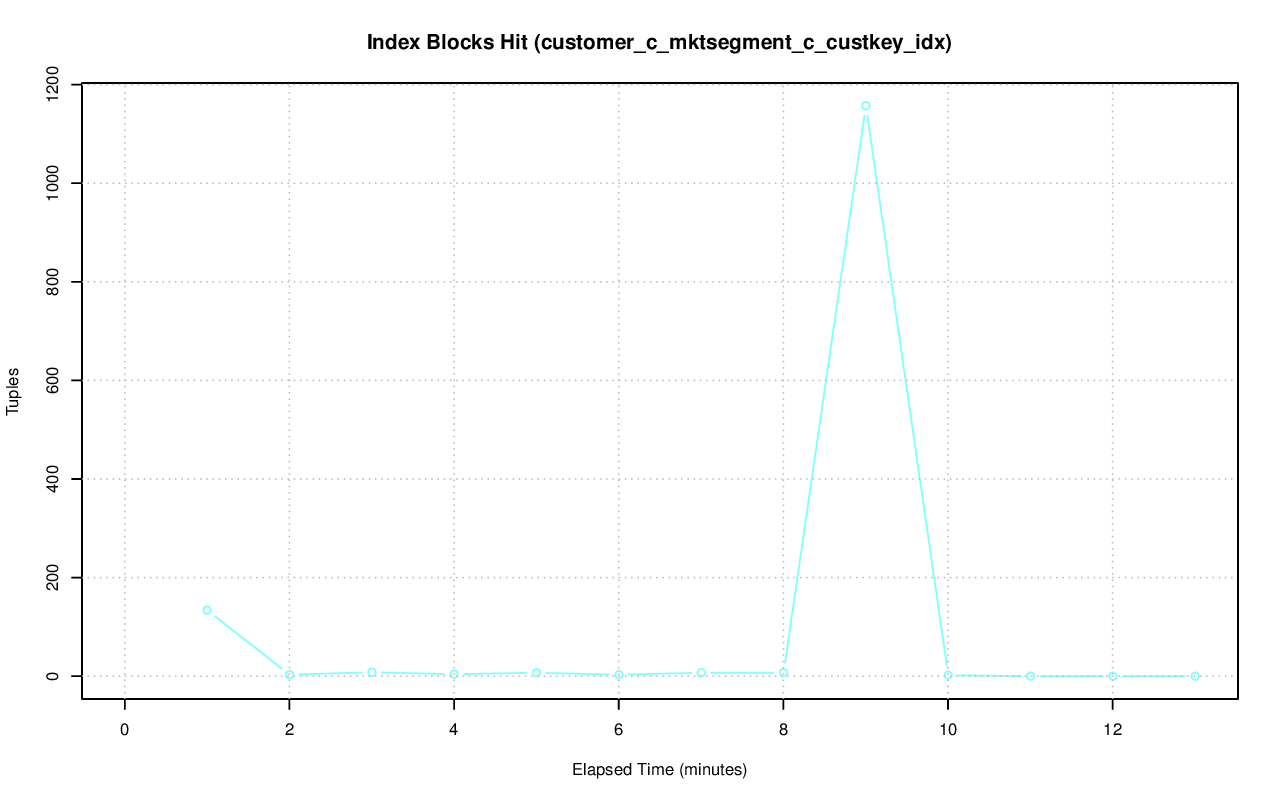 Index Blocks Hit (customer_c_mktsegment_c_custkey_idx)
1200
1000
800
600
400
200
0
Tuples
0 2 4 6 8 10 12
Elapsed Time (minutes)